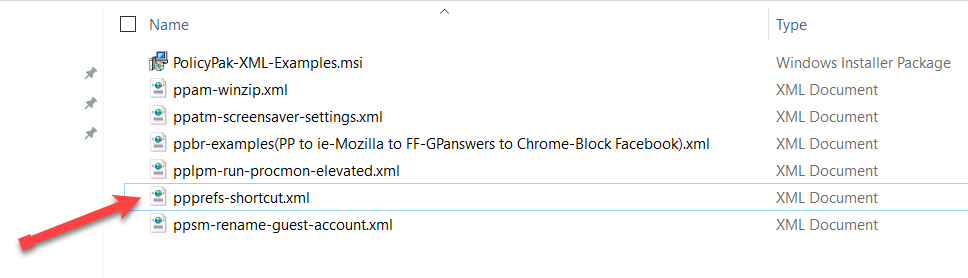 Name Type
PolicyPak-XML-Examples.msi Windows Installer Package
ppam-winzip.xml XML Document
ppatm-screensaver-settings.xml XML Document
ppbr-examples(PP to ie-Mozilla to FF-GPanswers to Chrome-Block Facebook).xml XML Document
pplpm-run-procmon-elevated.xml XML Document
ppprefs-shortcut.xml XML Document
ppsm-rename-guest-account.xml XML Document